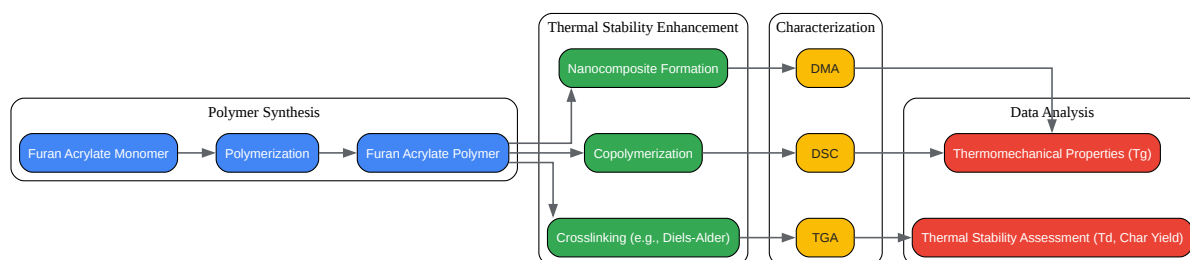 Thermal Stability Enhancement
Characterization
Nanocomposite Formation
DMA
Polymer Synthesis
Data Analysis
Furan Acrylate Monomer
Polymerization
Furan Acrylate Polymer
Copolymerization
DSC
Thermomechanical Properties (Tg)
Crosslinking (e.g., Diels-Alder)
TGA
Thermal Stability Assessment (Td, Char Yield)